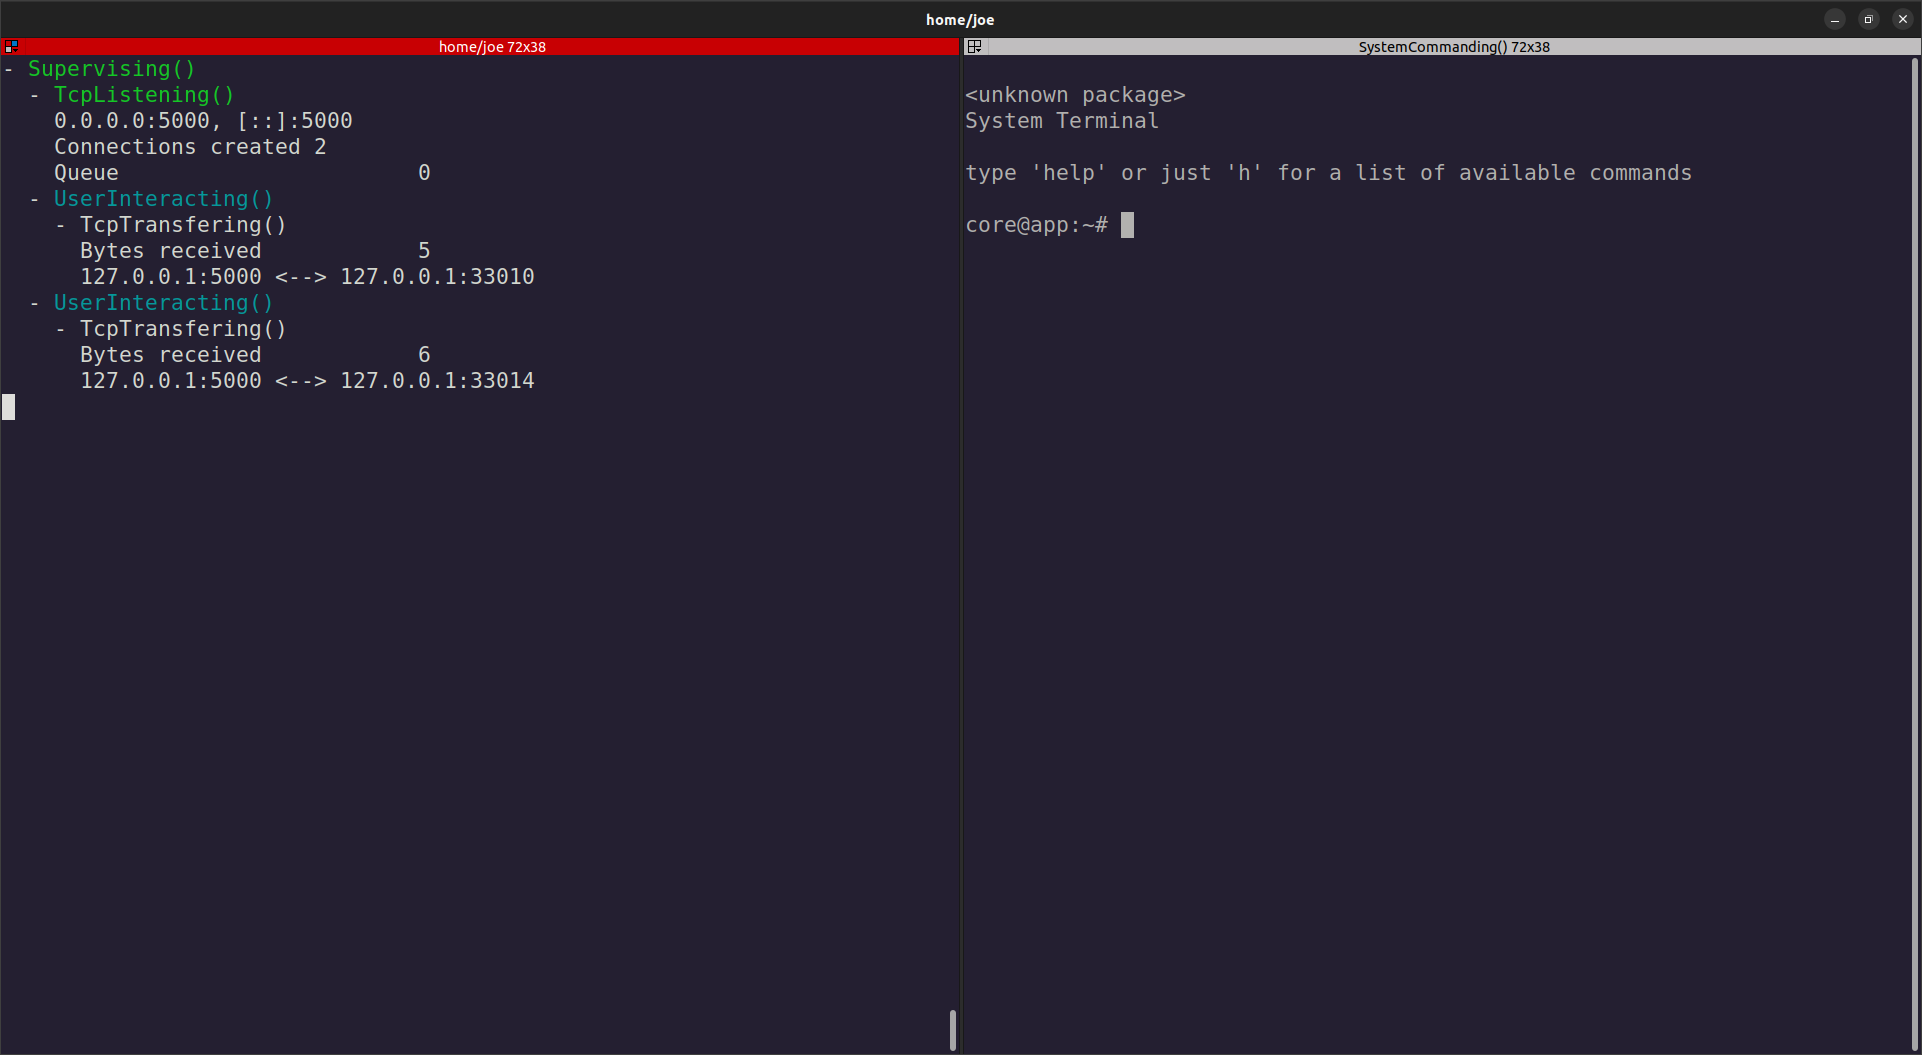 home/joe
home/joe 72x38
- Supervising()
- TcpListening()
0.0.0.0:5000, [::]:5000
Connections created 2
Queue 0
- UserInteracting()
- TcpTransfering()
Bytes received 5
127.0.0.1:5000 <--> 127.0.0.1:33010
- UserInteracting()
- TcpTransfering()
Bytes received 6
127.0.0.1:5000 <--> 127.0.0.1:33014
SystemCommanding() 72x38
<unknown package>
System Terminal
type 'help' or just 'h' for a list of available commands
core@app:~#